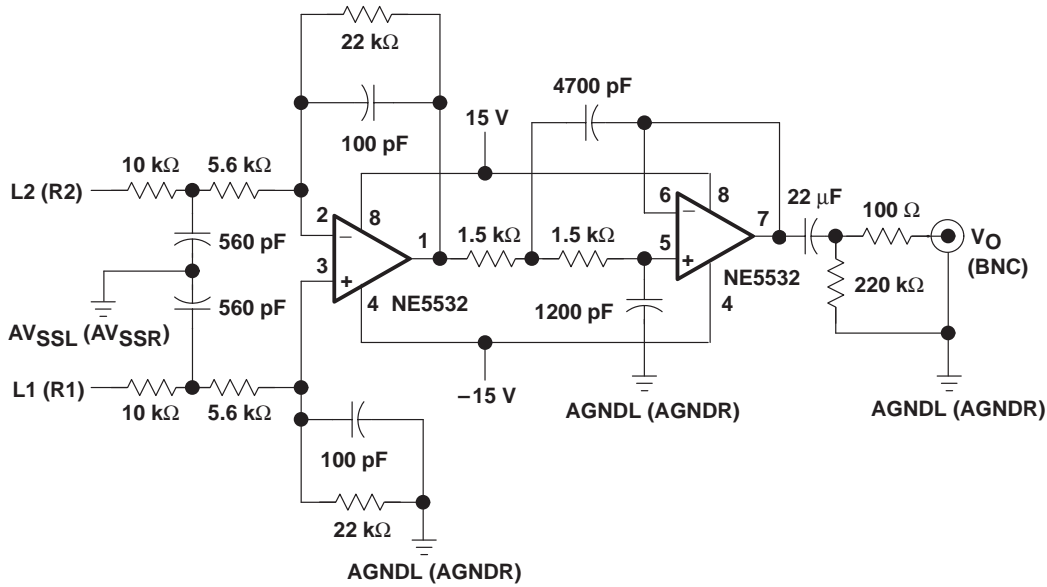 22 kΩ
4700 pF
100 pF
15 V
10 kΩ
5.6 kΩ
L2 (R2)
2
8
6
8
7
22 μF
100 Ω
560 pF
1
1.5 kΩ
1.5 kΩ
5
V_O
(BNC)
3
560 pF
4
NE5532
1200 pF
NE5532
4
220 kΩ
AV_SSL (AV_SSR)
L1 (R1)
10 kΩ
5.6 kΩ
–15 V
AGNDL (AGNDR)
AGNDL (AGNDR)
100 pF
22 kΩ
AGNDL (AGNDR)